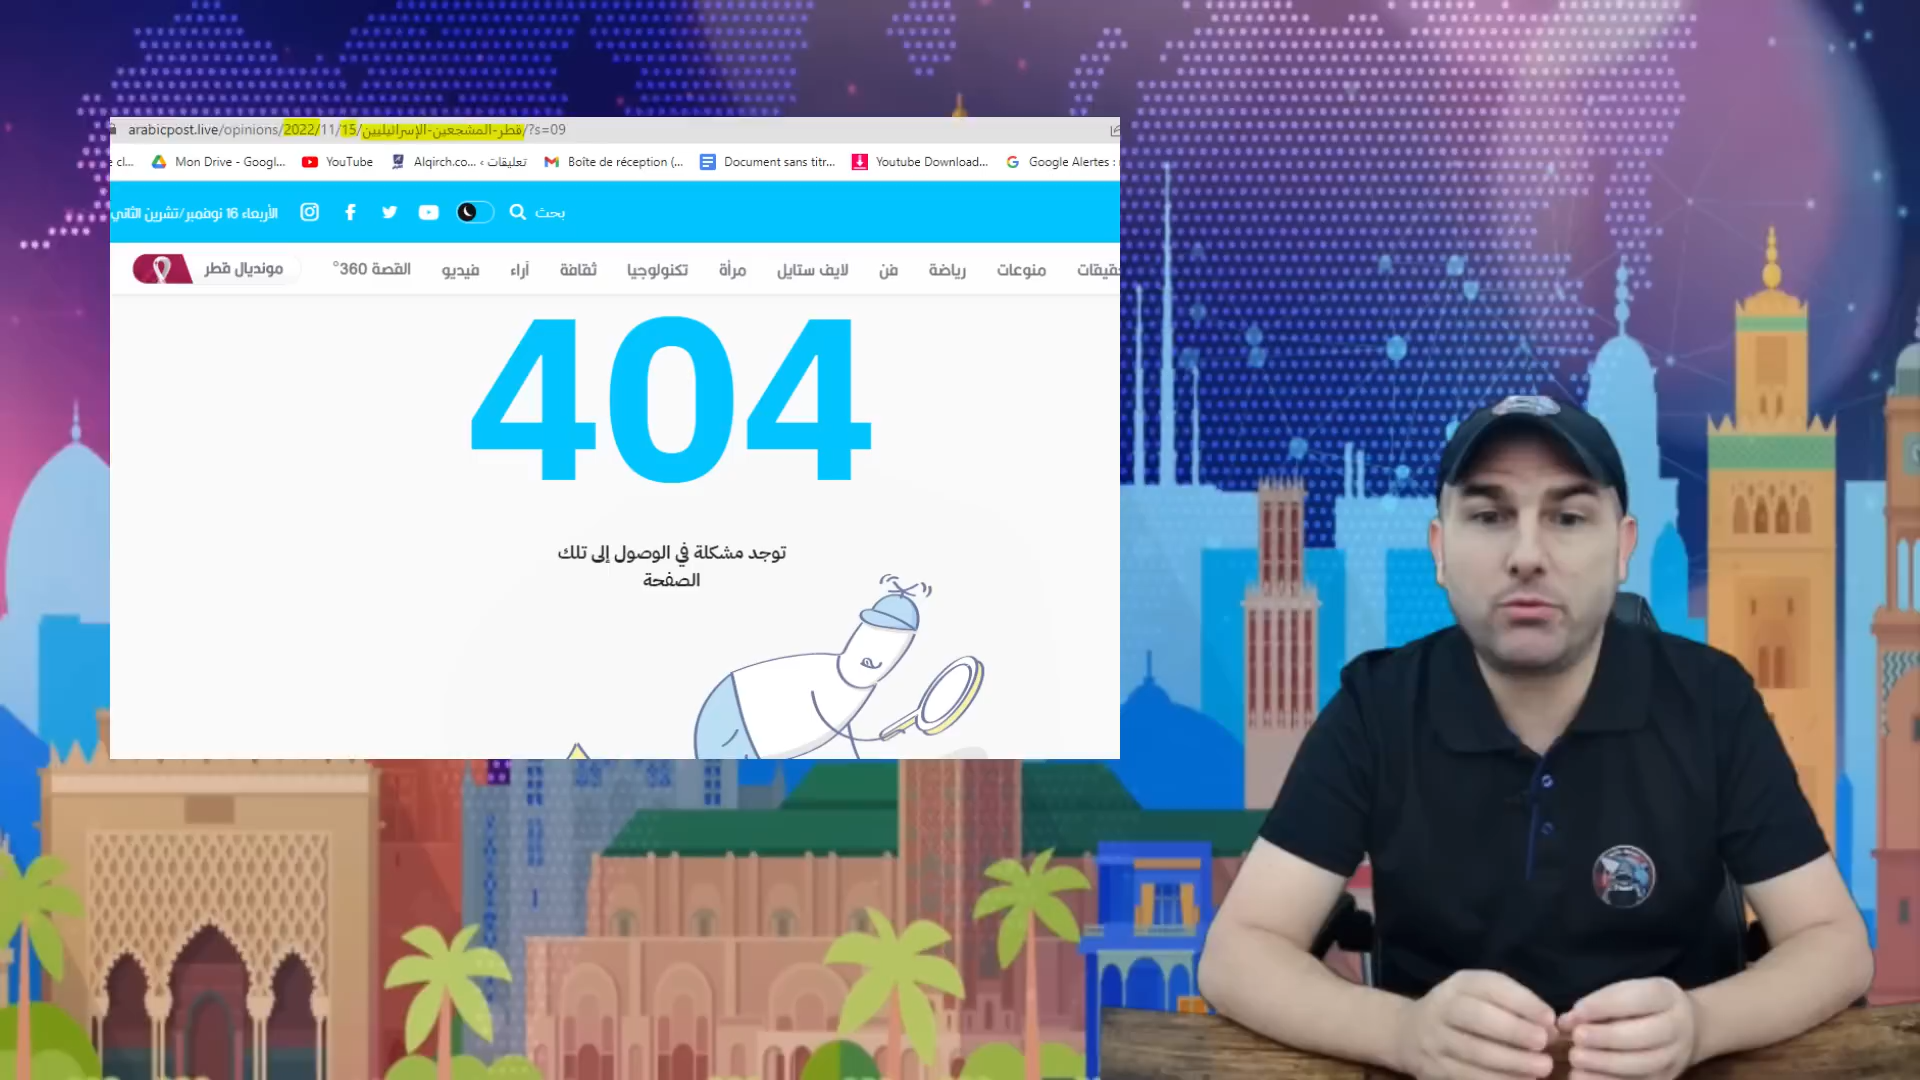 arabicpost.live/opinions/2022/11/15/قطر-المشجعين-الإسرائيليين/?s=09
Mon Drive - Googl... YouTube Alqirch.co... ‹ تعليقات Boîte de réception (... Document sans titr... Youtube Download... Google Alertes :
الأربعاء 16 نوفمبر/تشرين الثاني بحث
منوعات رياضة فن لايف ستايل مرأة تكنولوجيا ثقافة آراء فيديو القصة 360° مونديال قطر
404
توجد مشكلة في الوصول إلى تلك
الصفحة